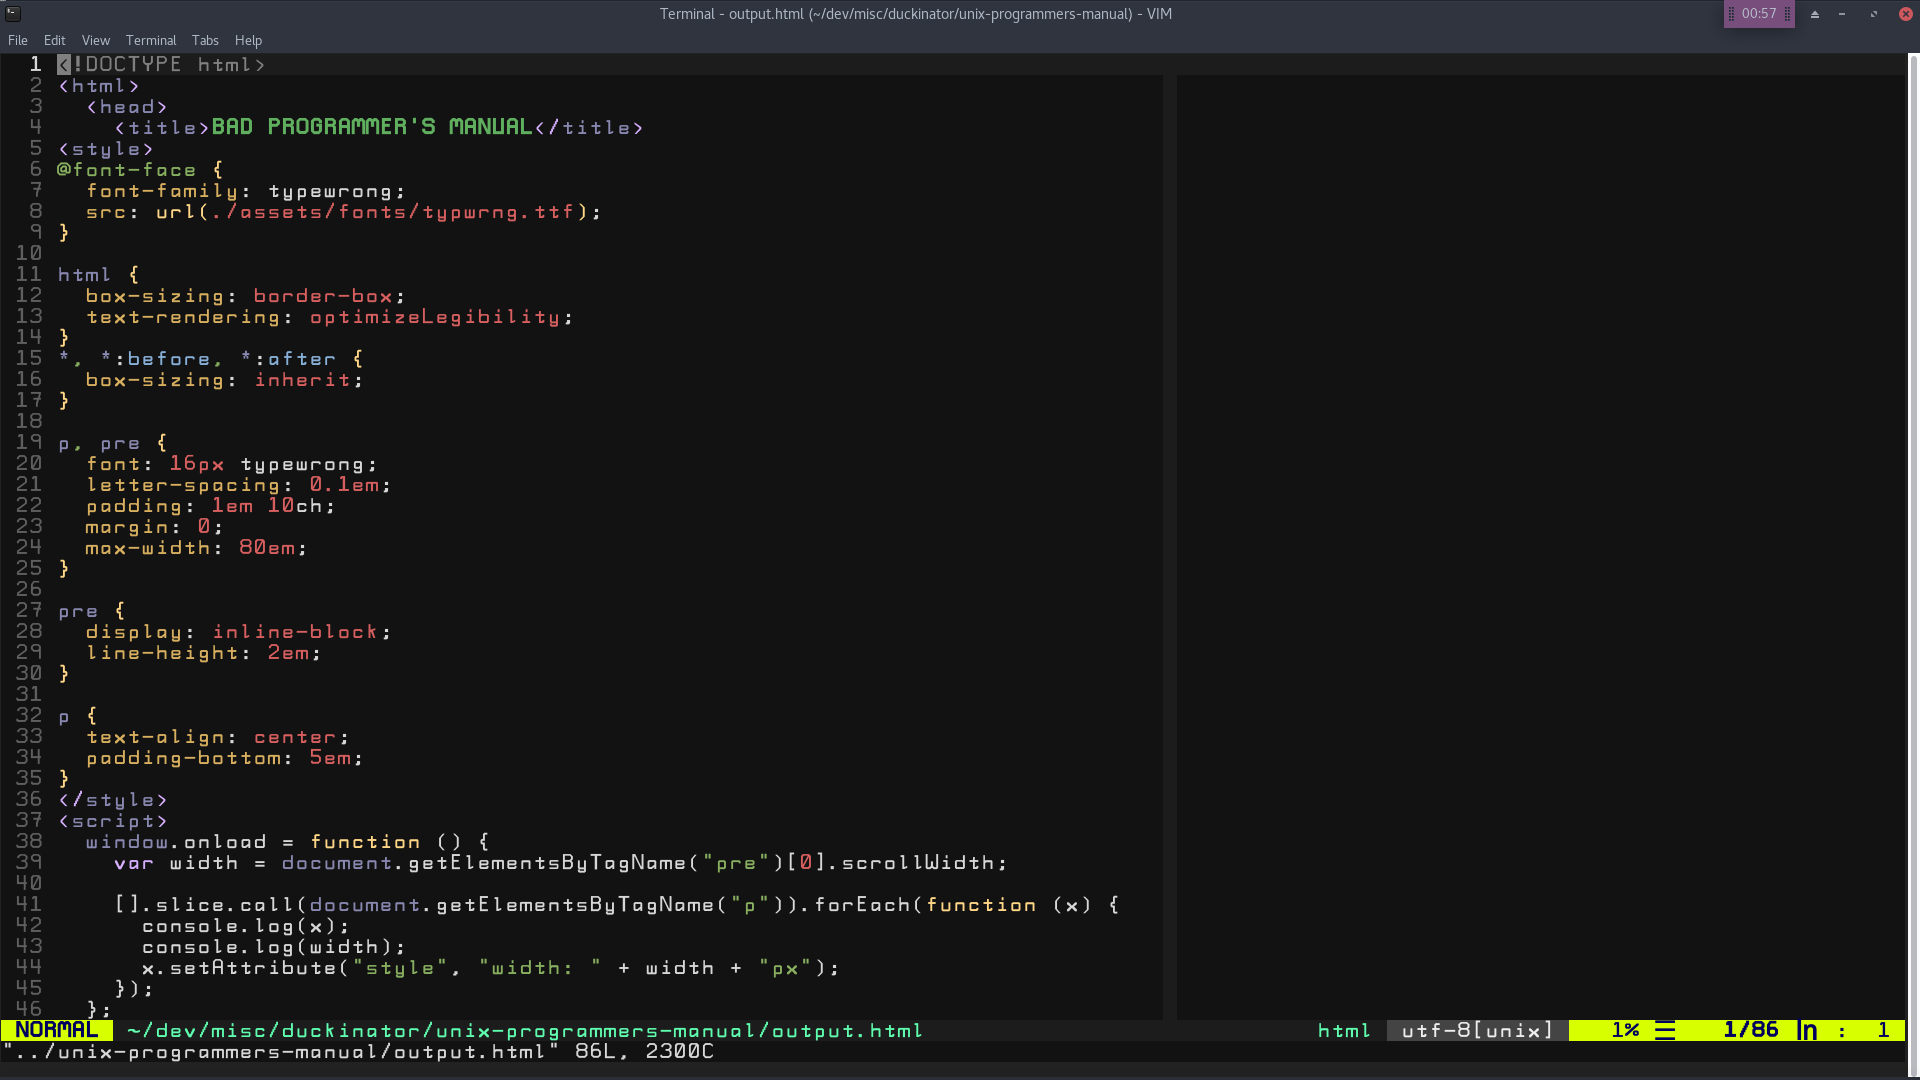 Terminal - output.html (~/dev/misc/duckinator/unix-programmers-manual) - VIM
00:57
File Edit View Terminal Tabs Help
1 <!DOCTYPE html>
2 <html>
3   <head>
4     <title>BAD PROGRAMMER'S MANUAL</title>
5 <style>
6 @font-face {
7   font-family: typewrong;
8   src: url(./assets/fonts/typwrng.ttf);
9 }
10
11 html {
12   box-sizing: border-box;
13   text-rendering: optimizeLegibility;
14 }
15 *, *:before, *:after {
16   box-sizing: inherit;
17 }
18
19 p, pre {
20   font: 16px typewrong;
21   letter-spacing: 0.1em;
22   padding: 1em 10ch;
23   margin: 0;
24   max-width: 80em;
25 }
26
27 pre {
28   display: inline-block;
29   line-height: 2em;
30 }
31
32 p {
33   text-align: center;
34   padding-bottom: 5em;
35 }
36 </style>
37 <script>
38   window.onload = function () {
39     var width = document.getElementsByTagName("pre")[0].scrollWidth;
40
41     [].slice.call(document.getElementsByTagName("p")).forEach(function (x) {
42       console.log(x);
43       console.log(width);
44       x.setAttribute("style", "width: " + width + "px");
45     });
46   };
NORMAL ~/dev/misc/duckinator/unix-programmers-manual/output.html html utf-8[unix] 1% ☰ 1/86 ln : 1
"../unix-programmers-manual/output.html" 86L, 2300C